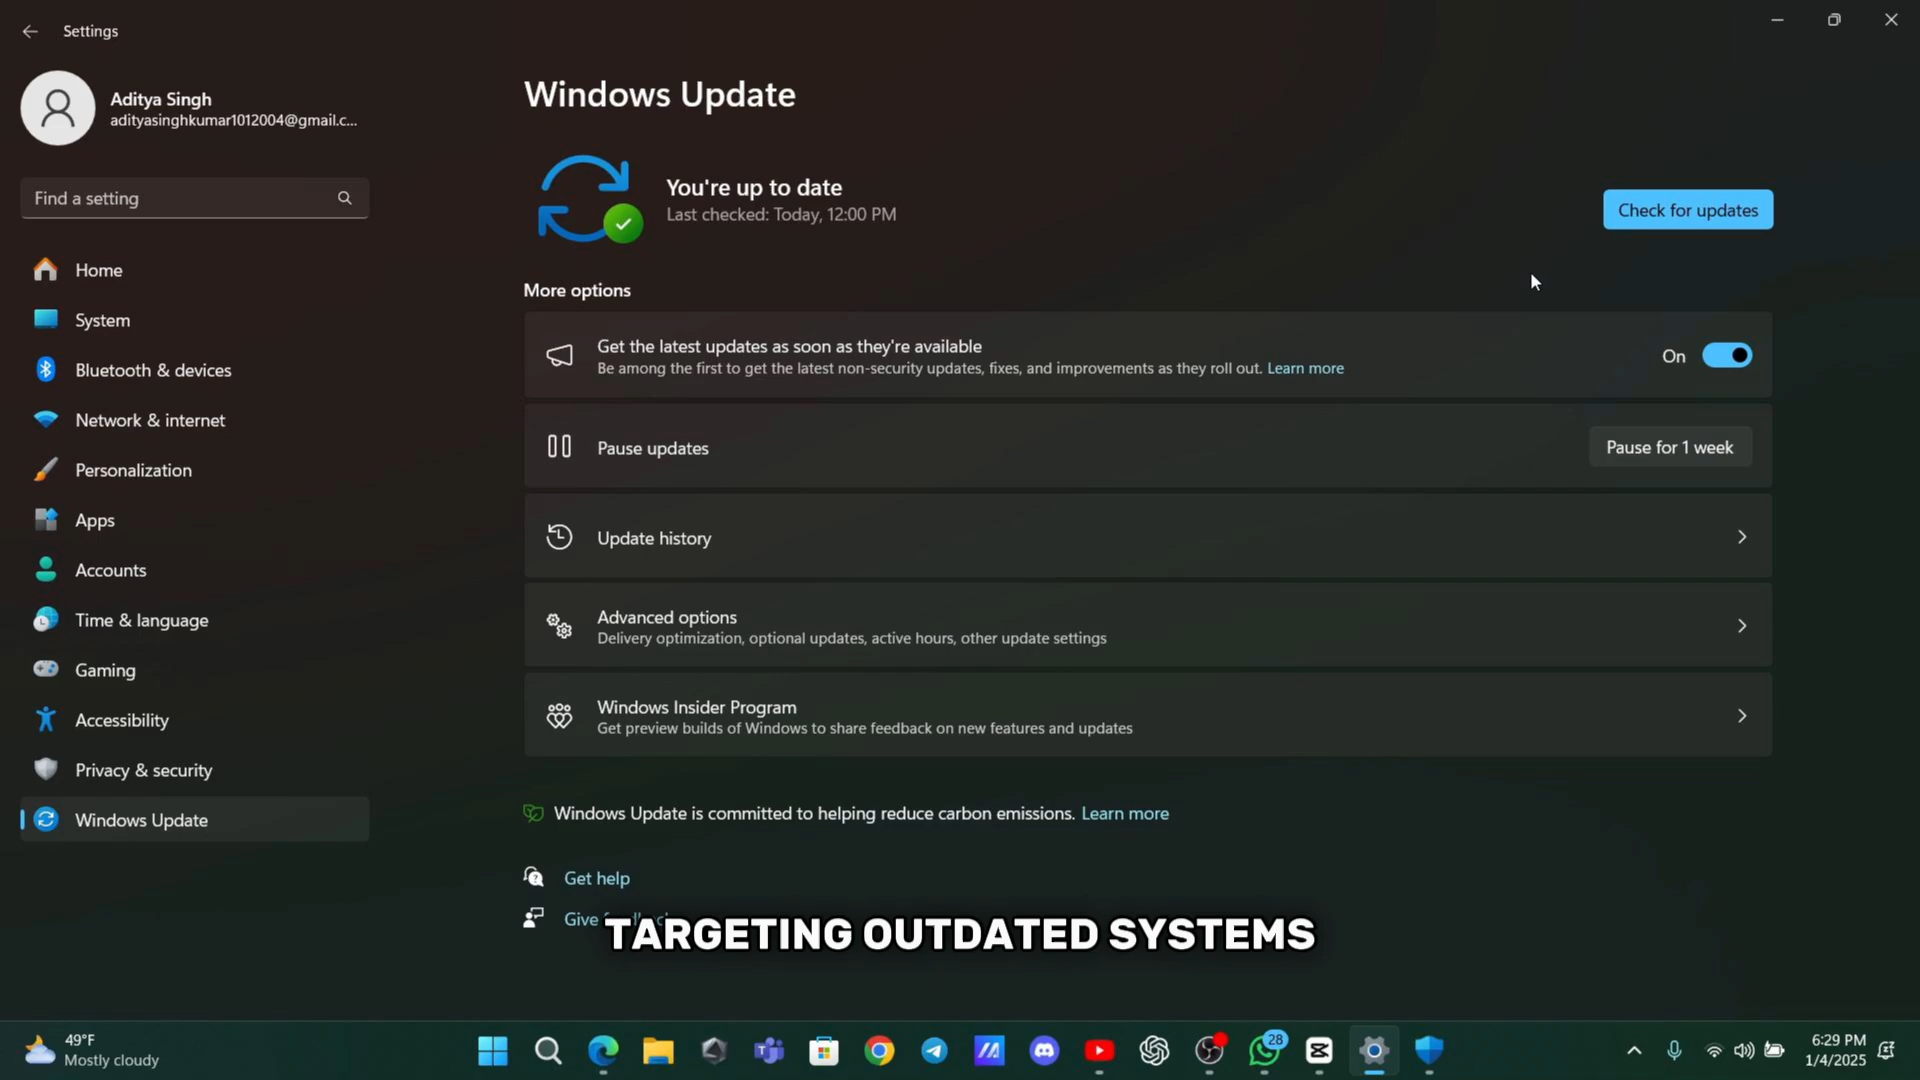 Settings
Aditya Singh
adityasinghkumar1012004@gmail.c...
Find a setting
Home
System
Bluetooth & devices
Network & internet
Personalization
Apps
Accounts
Time & language
Gaming
Accessibility
Privacy & security
Windows Update
Windows Update
You're up to date
Last checked: Today, 12:00 PM
Check for updates
More options
Get the latest updates as soon as they're available
Be among the first to get the latest non-security updates, fixes, and improvements as they roll out. Learn more
On
Pause updates
Pause for 1 week
Update history
Advanced options
Delivery optimization, optional updates, active hours, other update settings
Windows Insider Program
Get preview builds of Windows to share feedback on new features and updates
Windows Update is committed to helping reduce carbon emissions. Learn more
Get help
Give
TARGETING OUTDATED SYSTEMS
49°F
Mostly cloudy
28
6:29 PM
1/4/2025